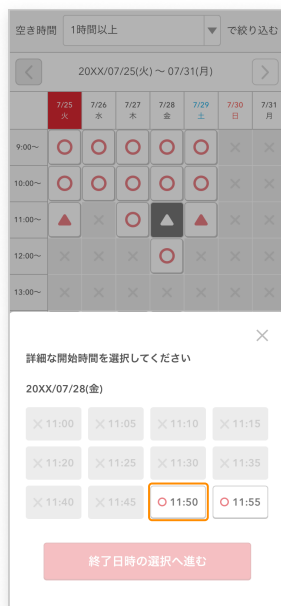 空き時間 1時間以上 ▼ で絞り込む
< 20XX/07/25(火)～ 07/31(月) >
7/25 7/26 7/27 7/28 7/29 7/30 7/31
火 水 木 金 土 日 月
9:00〜 ○ ○ ○ ○ ○ × ×
10:00〜 ○ ○ ○ ○ ○ × ×
11:00〜 ▲ × ○ ▲ ▲ × ×
12:00〜 × × × ○ × × ×
13:00〜 × × × × × × ×
×
詳細な開始時間を選択してください
20XX/07/28(金)
× 11:00 × 11:05 × 11:10 × 11:15
× 11:20 × 11:25 × 11:30 × 11:35
× 11:40 × 11:45 ○ 11:50 ○ 11:55
終了日時の選択へ進む